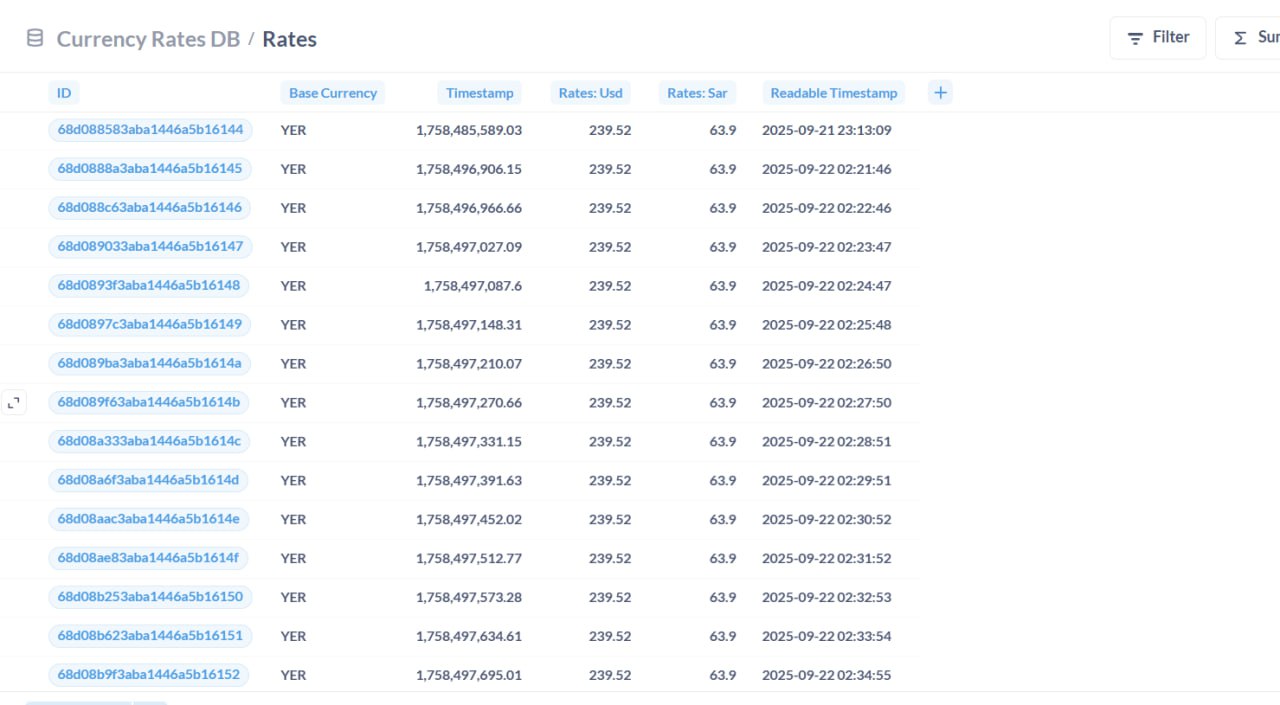 Currency Rates DB / Rates Filter Σ Sur
ID Base Currency Timestamp Rates: Usd Rates: Sar Readable Timestamp +
68d088583aba1446a5b16144 YER 1,758,485,589.03 239.52 63.9 2025-09-21 23:13:09
68d0888a3aba1446a5b16145 YER 1,758,496,906.15 239.52 63.9 2025-09-22 02:21:46
68d088c63aba1446a5b16146 YER 1,758,496,966.66 239.52 63.9 2025-09-22 02:22:46
68d089033aba1446a5b16147 YER 1,758,497,027.09 239.52 63.9 2025-09-22 02:23:47
68d0893f3aba1446a5b16148 YER 1,758,497,087.6 239.52 63.9 2025-09-22 02:24:47
68d0897c3aba1446a5b16149 YER 1,758,497,148.31 239.52 63.9 2025-09-22 02:25:48
68d089ba3aba1446a5b1614a YER 1,758,497,210.07 239.52 63.9 2025-09-22 02:26:50
68d089f63aba1446a5b1614b YER 1,758,497,270.66 239.52 63.9 2025-09-22 02:27:50
68d08a333aba1446a5b1614c YER 1,758,497,331.15 239.52 63.9 2025-09-22 02:28:51
68d08a6f3aba1446a5b1614d YER 1,758,497,391.63 239.52 63.9 2025-09-22 02:29:51
68d08aac3aba1446a5b1614e YER 1,758,497,452.02 239.52 63.9 2025-09-22 02:30:52
68d08ae83aba1446a5b1614f YER 1,758,497,512.77 239.52 63.9 2025-09-22 02:31:52
68d08b253aba1446a5b16150 YER 1,758,497,573.28 239.52 63.9 2025-09-22 02:32:53
68d08b623aba1446a5b16151 YER 1,758,497,634.61 239.52 63.9 2025-09-22 02:33:54
68d08b9f3aba1446a5b16152 YER 1,758,497,695.01 239.52 63.9 2025-09-22 02:34:55